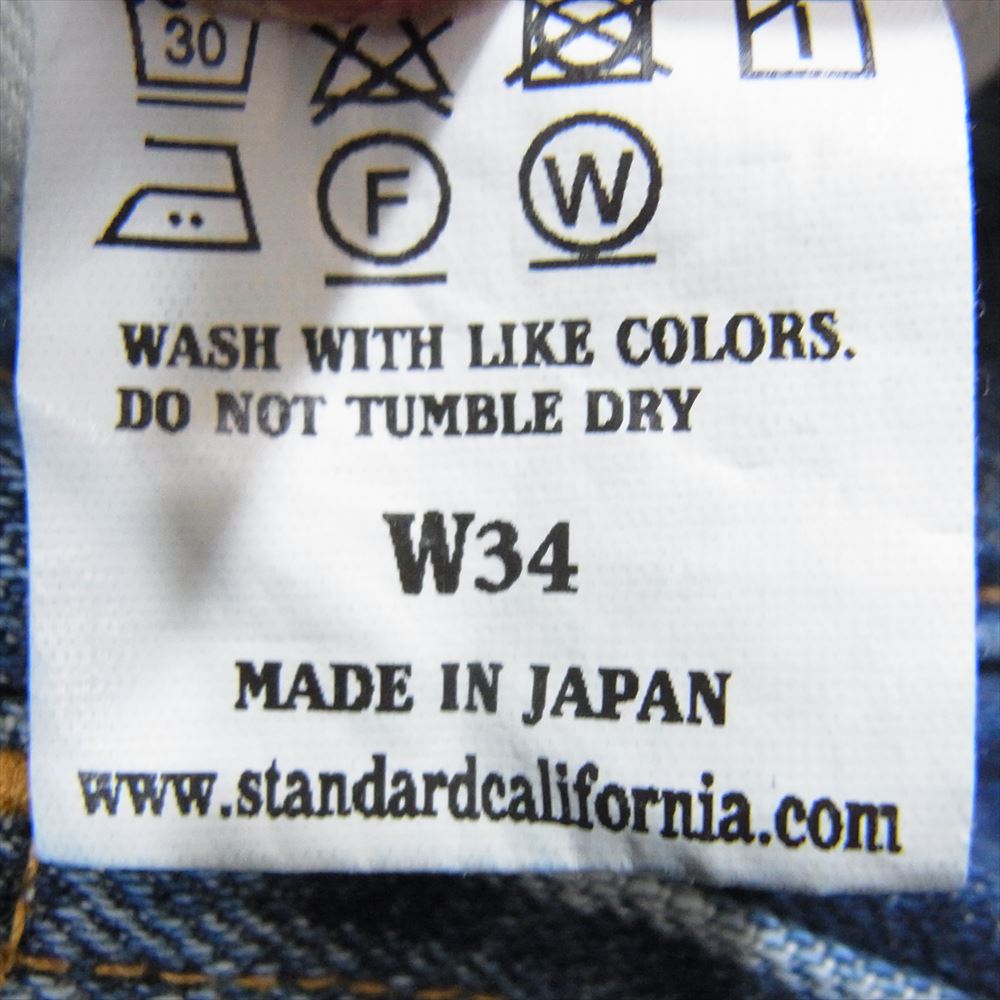 30
F W
WASH WITH LIKE COLORS.
DO NOT TUMBLE DRY
W34
MADE IN JAPAN
www.standardcalifornia.com